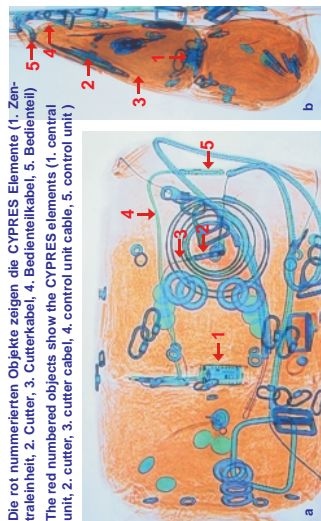 Die rot nummerierten Objekte zeigen die CYPRES Elemente (1. Zen-
traleinheit, 2. Cutter, 3. Cutterkabel, 4. Bedienteilkabel, 5. Bedienteil)
The red numbered objects show the CYPRES elements (1. central
unit, 2. cutter, 3. cutter cabel, 4. control unit cable, 5. control unit )
5
4
2
3
1
b
5
4
3
2
1
a